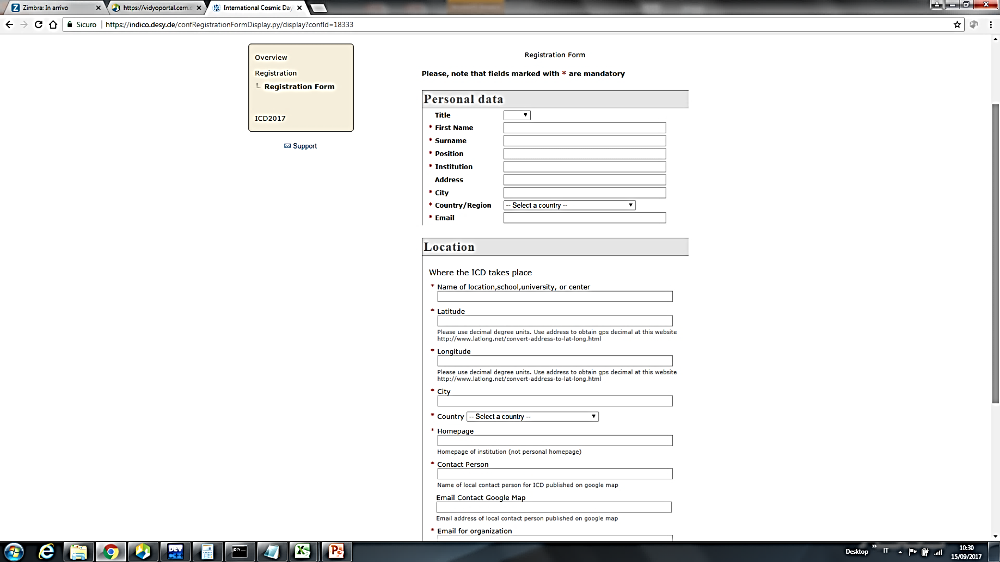 Zimbra: In arrivo
https://vidyoportal.cern.c
International Cosmic Day
Sicuro
https://indico.desy.de/confRegistrationFormDisplay.py/display?confId=18333
Overview
Registration
Registration Form
ICD2017
Support
Registration Form
Please, note that fields marked with * are mandatory
Personal data
Title
* First Name
* Surname
* Position
* Institution
Address
* City
* Country/Region
-- Select a country --
* Email
Location
Where the ICD takes place
* Name of location,school,university, or center
* Latitude
Please use decimal degree units. Use address to obtain gps decimal at this website
http://www.latlong.net/convert-address-to-lat-long.html
* Longitude
Please use decimal degree units. Use address to obtain gps decimal at this website
http://www.latlong.net/convert-address-to-lat-long.html
* City
* Country -- Select a country --
* Homepage
Homepage of institution (not personal homepage)
* Contact Person
Name of local contact person for ICD published on google map
Email Contact Google Map
Email address of local contact person published on google map
* Email for organization
DEV
C:\
Desktop
IT
10:30
15/09/2017